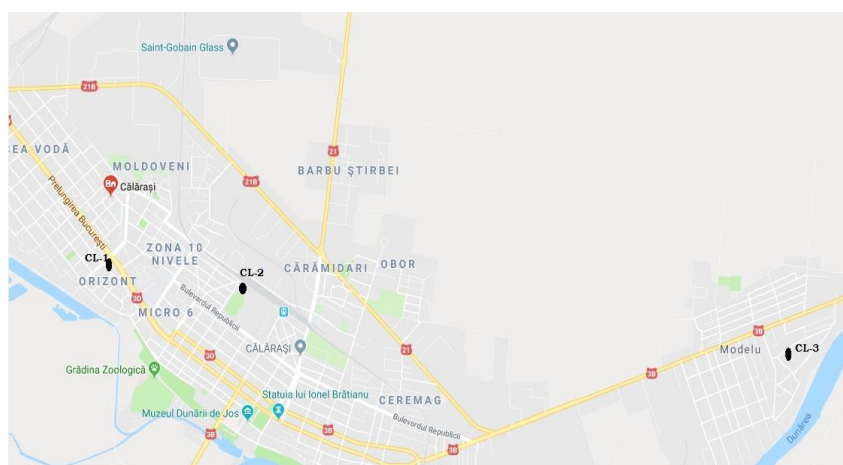 Saint-Gobain Glass
21B
CEA VODĂ
MOLDOVENI
21
BARBU ȘTIRBEI
21B
Călărași
Prelungirea București
CL-1
ZONA 10
NIVELE
CL-2
CĂRĂMIDARI
OBOR
ORIZONT
3D
MICRO 6
Bulevardul Republicii
3B
CĂLĂRAȘI
3D
21
Modelu
CL-3
Grădina Zoologică
3B
Statuia lui Ionel Brătianu
CEREMAG
Muzeul Dunării de Jos
Bulevardul Republicii
3B
3B
3B
Dunărea